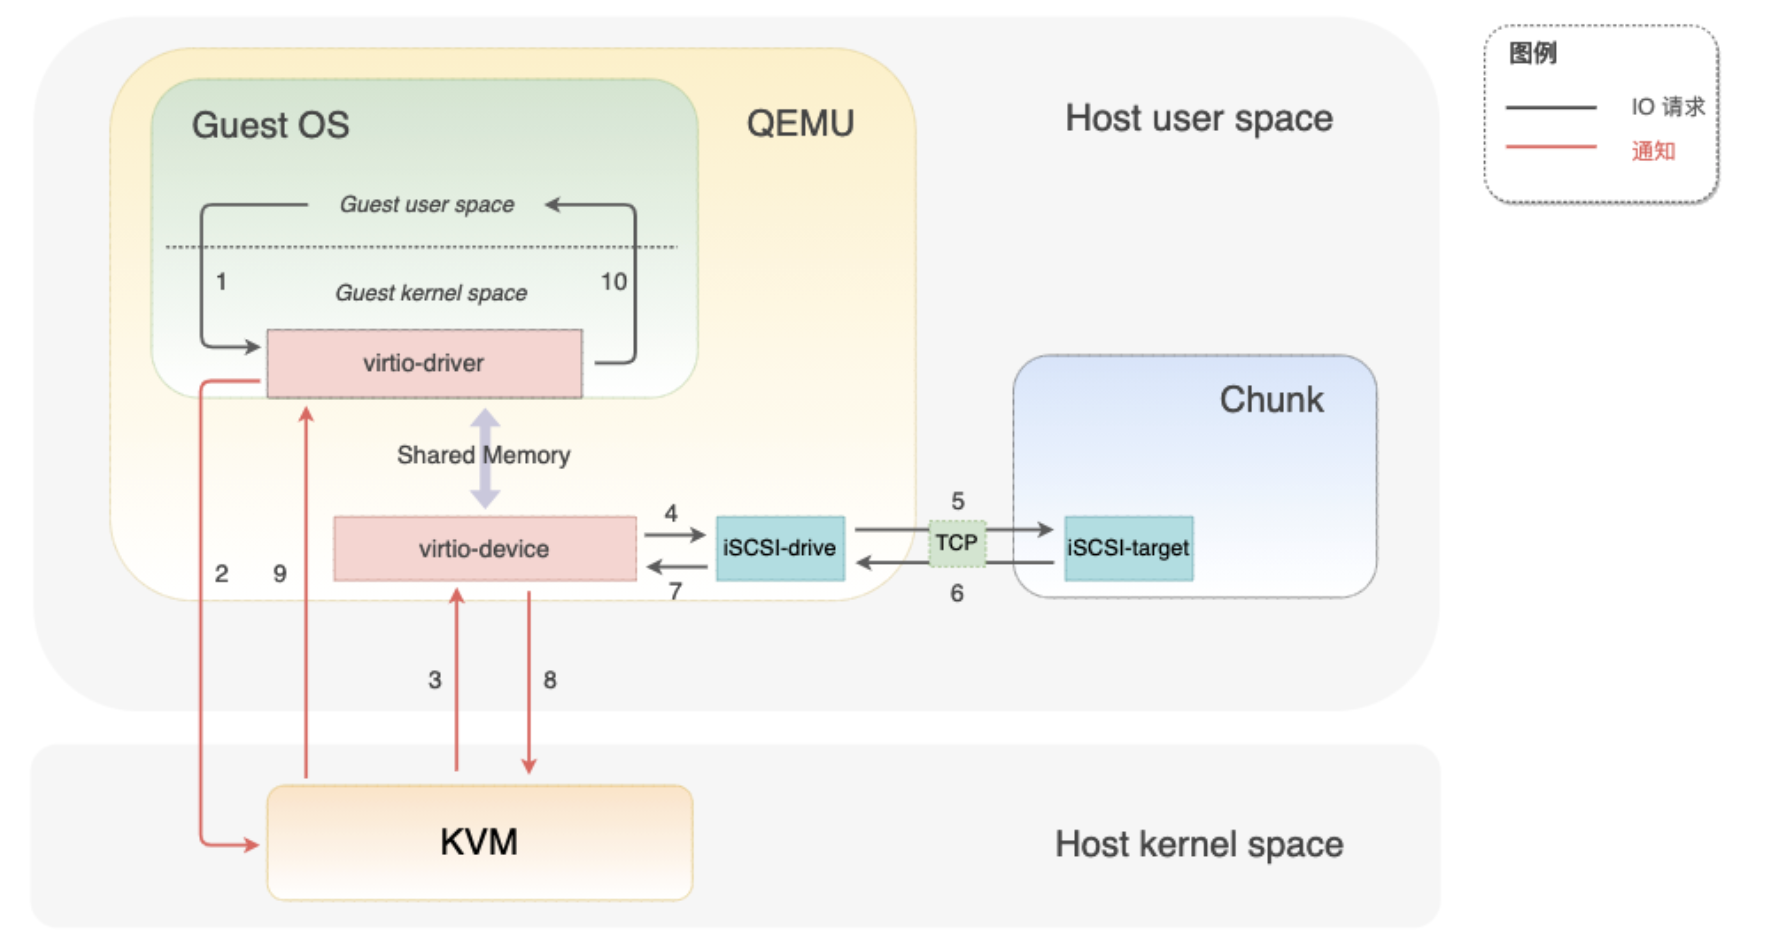 Guest OS
QEMU
Host user space
图例
IO 请求
通知
Guest user space
1
10
Guest kernel space
virtio-driver
Chunk
Shared Memory
4
5
virtio-device
iSCSI-drive
TCP
iSCSI-target
2
9
7
6
3
8
KVM
Host kernel space